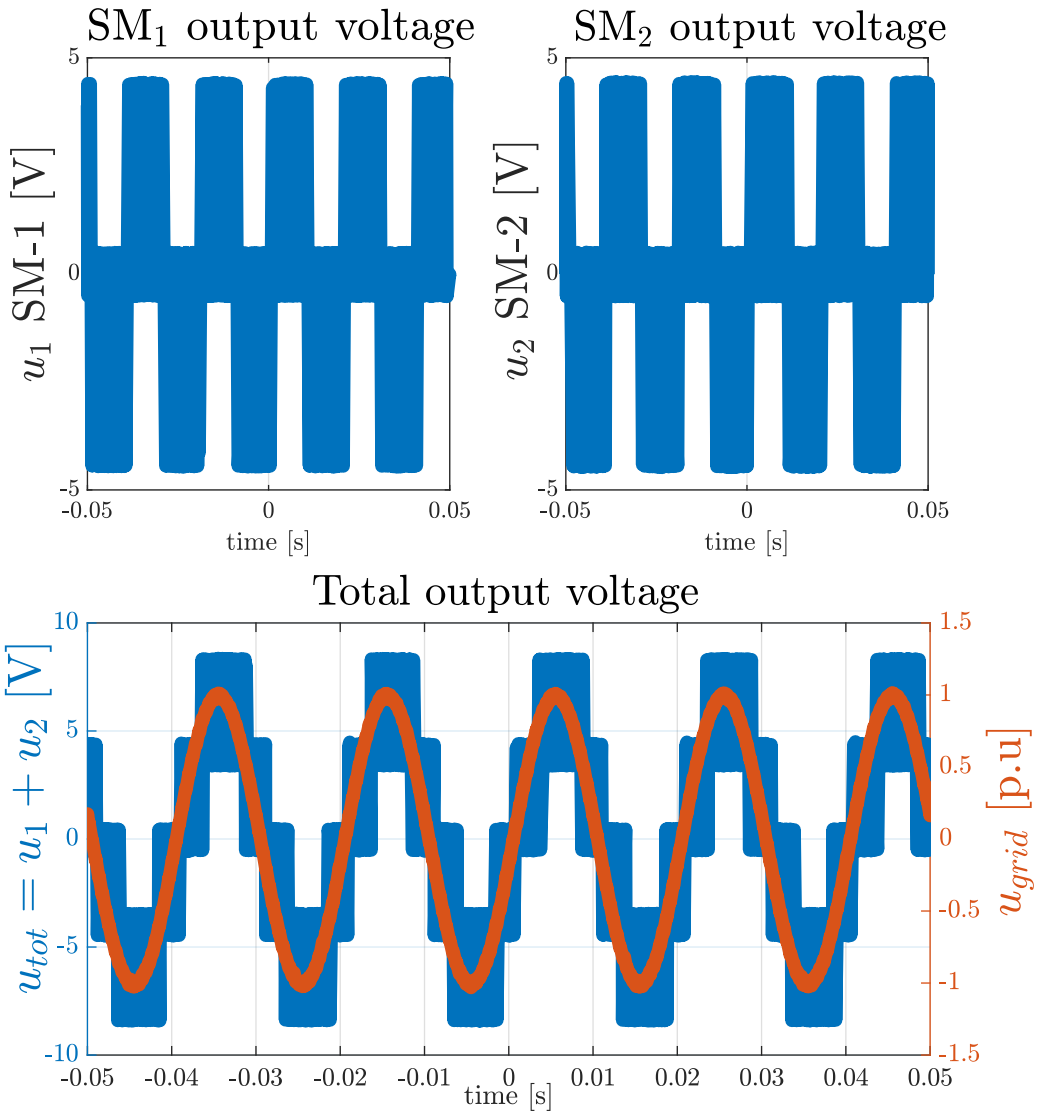 SM₁ output voltage
u₁ SM-1 [V]
5
0
-5
-0.05 0 0.05
time [s]
SM₂ output voltage
u₂ SM-2 [V]
5
0
-5
-0.05 0 0.05
time [s]
Total output voltage
u_tot = u₁ + u₂ [V]
10
5
0
-5
-10
1.5
1
0.5
0
-0.5
-1
-1.5
u_grid [p.u]
-0.05 -0.04 -0.03 -0.02 -0.01 0 0.01 0.02 0.03 0.04 0.05
time [s]